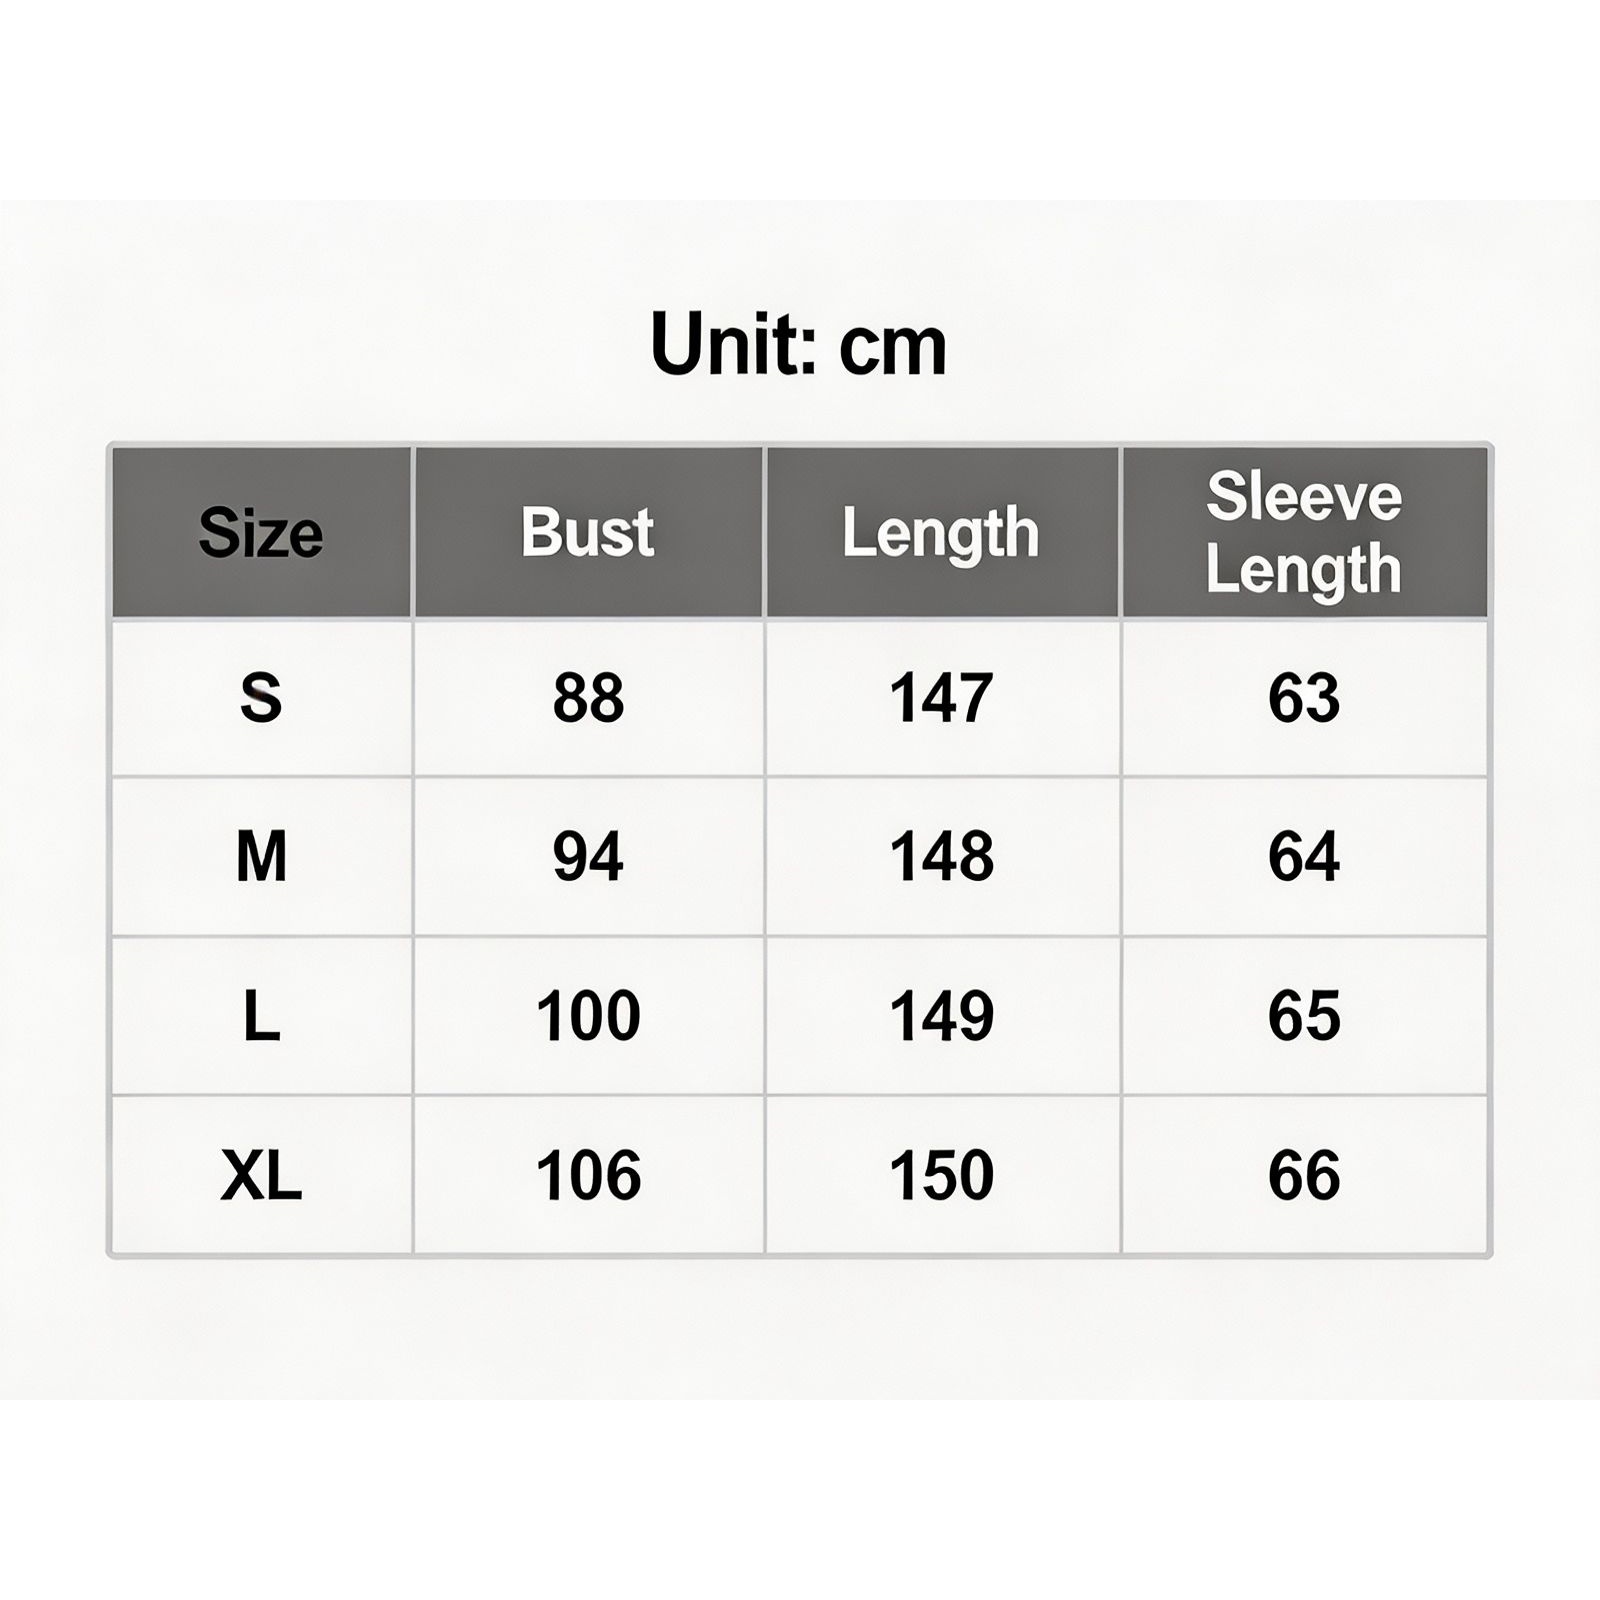 Unit: cm
Size Bust Length Sleeve Length
S 88 147 63
M 94 148 64
L 100 149 65
XL 106 150 66